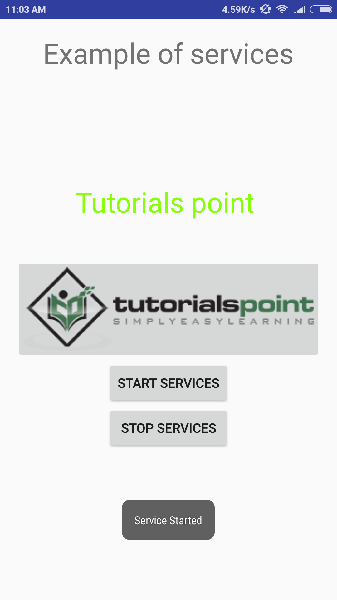 11:03 AM
4.59K/s
Example of services
Tutorials point
tutorialspoint
SIMPLYEASYLEARNING
START SERVICES
STOP SERVICES
Service Started